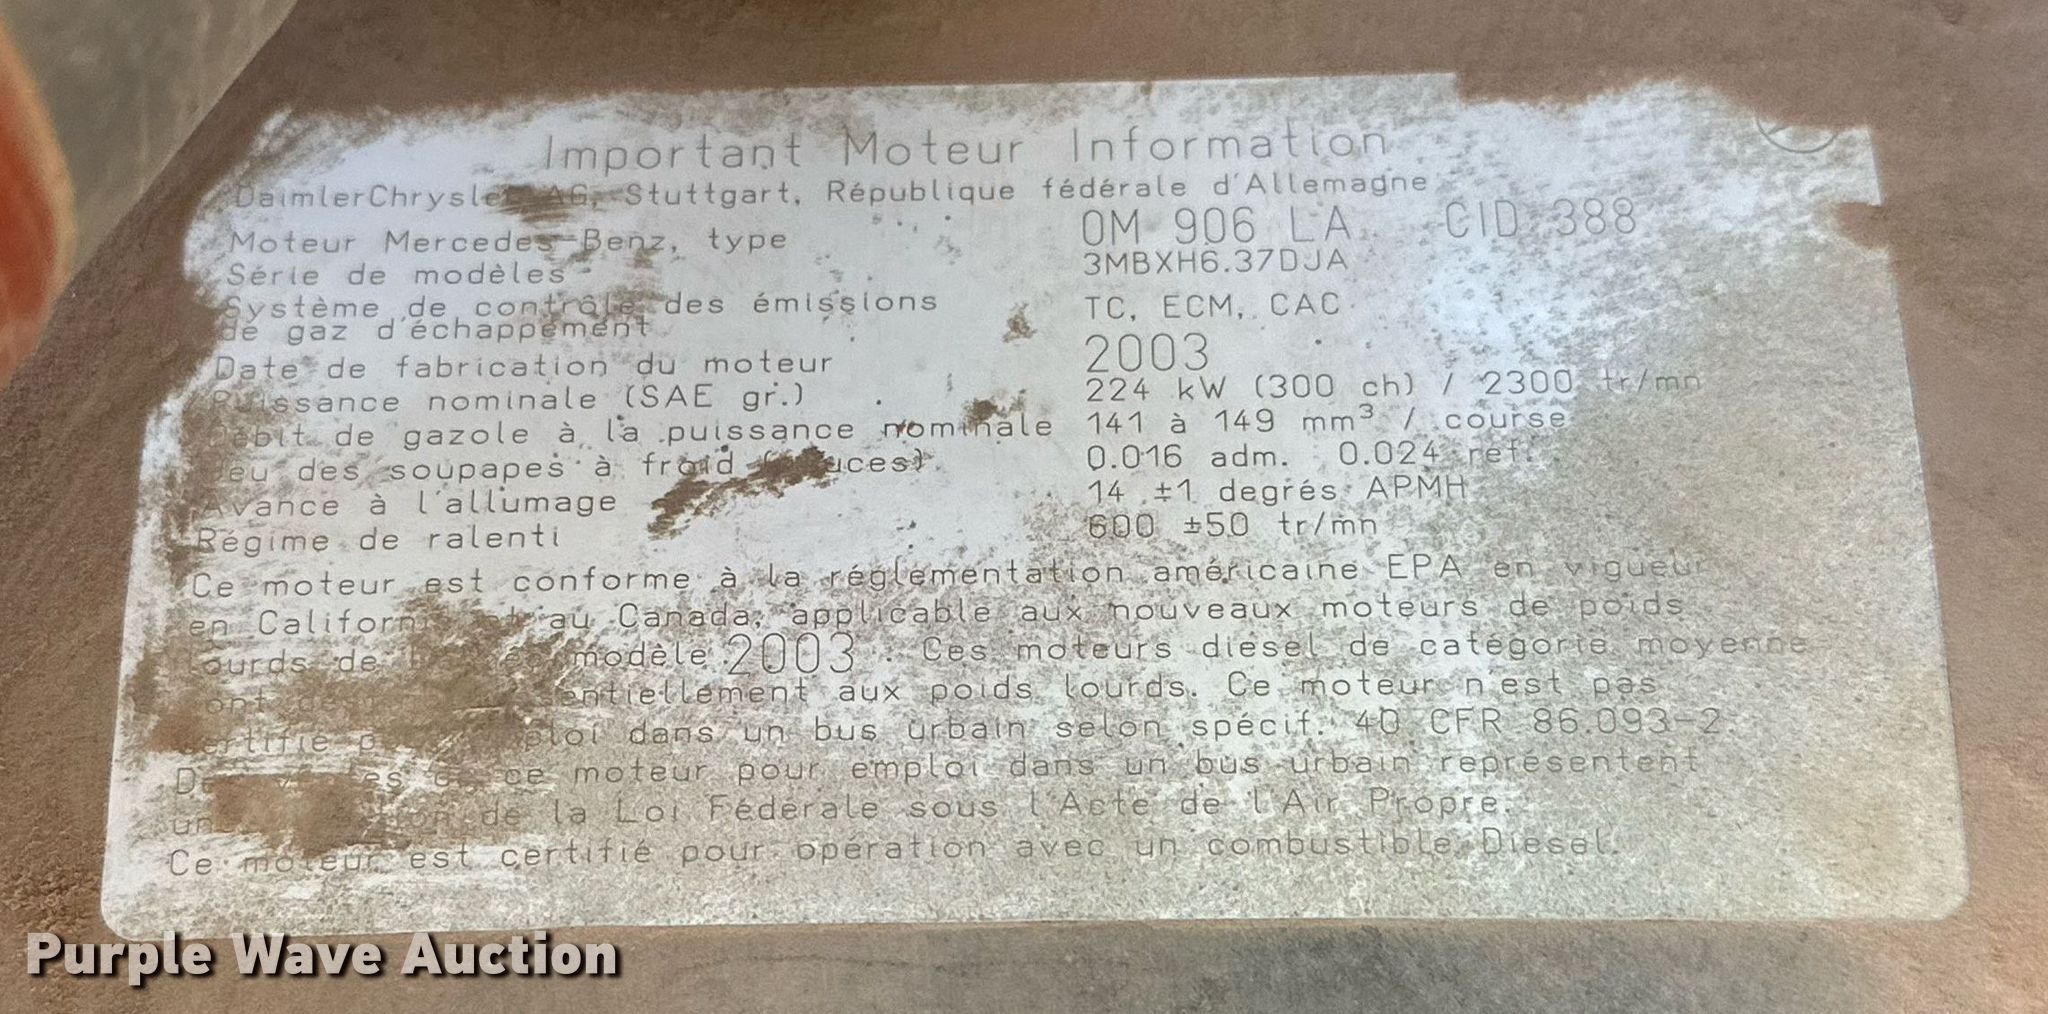 Important Moteur Information
DaimlerChrysler AG, Stuttgart, République fédérale d'Allemagne
Moteur Mercedes-Benz, type OM 906 LA CID 388
Série de modèles 3MBXH6.37DJA
Système de contrôle des émissions TC, ECM, CAC
de gaz d'échappement
Date de fabrication du moteur 2003
Puissance nominale (SAE gr.) 224 kW (300 ch) / 2300 tr/mn
Débit de gazole à la puissance nominale 141 à 149 mm³ / course
Jeu des soupapes à froid 0.016 adm. 0.024 ref.
Avance à l'allumage 14 ±1 degrés APMH
Régime de ralenti 600 ±50 tr/mn
Ce moteur est conforme à la réglementation américaine EPA en vigueur
en au Canada, applicable aux nouveaux moteurs de poids
lourds de modèle 2003. Ces moteurs diesel de catégorie moyenne
ont aux poids lourds. Ce moteur n'est pas
certifié dans un bus urbain selon spécif. 40 CFR 86.093-2.
ce moteur pour emploi dans un bus urbain représentent
de la Loi Fédérale sous l'Acte de l'Air Propre.
Ce moteur est certifié pour opération avec un combustible Diesel.
Purple Wave Auction